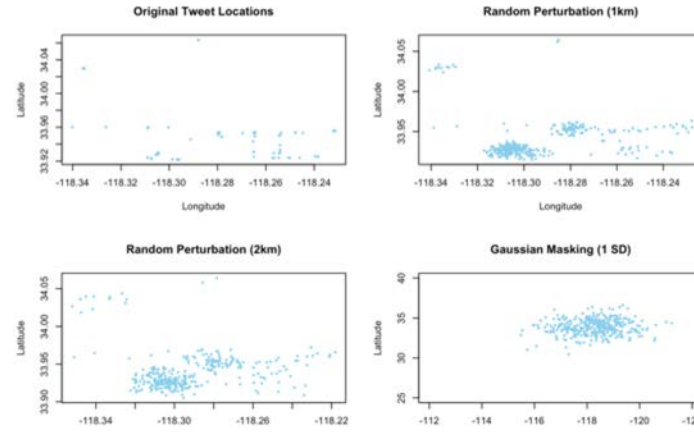 Original Tweet Locations
Latitude
34.04
34.00
33.96
33.92
-118.34 -118.32 -118.30 -118.28 -118.26 -118.24
Longitude
Random Perturbation (1km)
Latitude
34.05
34.00
33.95
-118.34 -118.30 -118.28 -118.26 -118.24
Longitude
Random Perturbation (2km)
Latitude
34.05
34.00
33.95
33.90
-118.34 -118.30 -118.26 -118.22
Gaussian Masking (1 SD)
Latitude
40
35
30
25
-112 -114 -116 -118 -119 -120